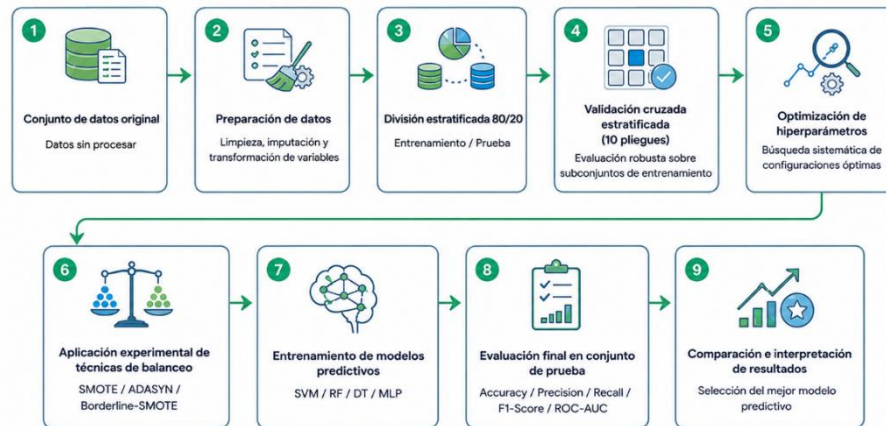 1
Conjunto de datos original
Datos sin procesar
2
Preparación de datos
Limpieza, imputación y
transformación de variables
3
División estratificada 80/20
Entrenamiento / Prueba
4
Validación cruzada
estratificada
(10 pliegues)
Evaluación robusta sobre
subconjuntos de entrenamiento
5
Optimización de
hiperparámetros
Búsqueda sistemática de
configuraciones óptimas
6
Aplicación experimental de
técnicas de balanceo
SMOTE / ADASYN /
Borderline-SMOTE
7
Entrenamiento de modelos
predictivos
SVM / RF / DT / MLP
8
Evaluación final en conjunto
de prueba
Accuracy / Precision / Recall /
F1-Score / ROC-AUC
9
Comparación e interpretación
de resultados
Selección del mejor modelo
predictivo